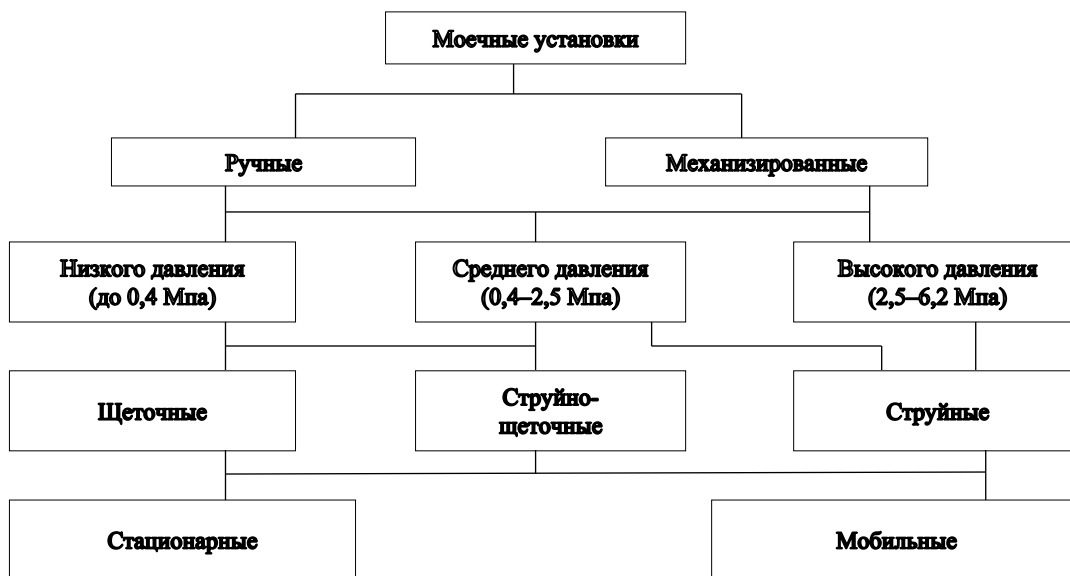 Моечные установки
Ручные
Механизированные
Низкого давления
(до 0,4 Мпа)
Среднего давления
(0,4–2,5 Мпа)
Высокого давления
(2,5–6,2 Мпа)
Щеточные
Струйно-
щеточные
Струйные
Стационарные
Мобильные